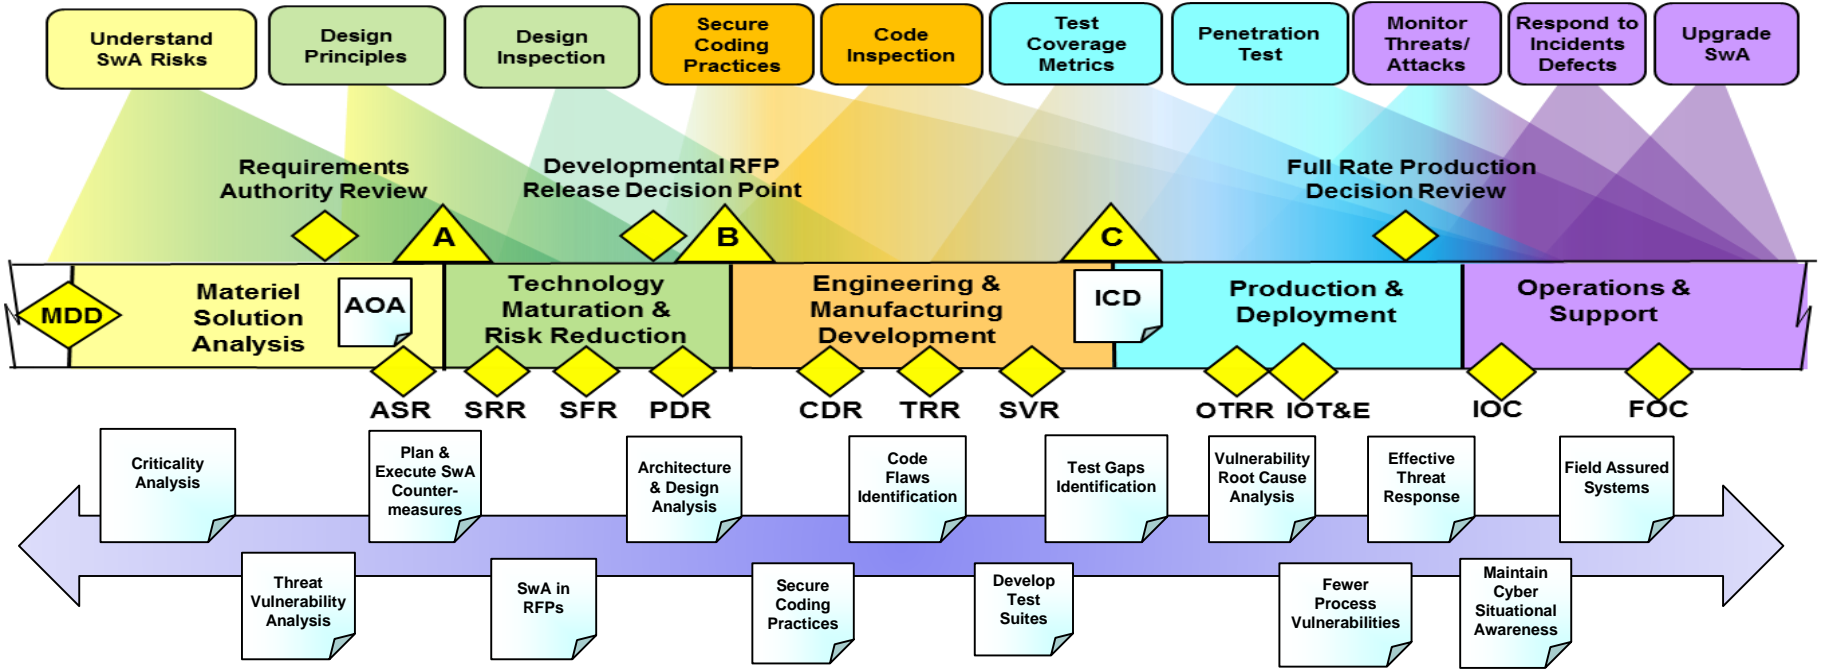 Understand
SwA Risks
Design
Principles
Design
Inspection
Secure
Coding
Practices
Code
Inspection
Test
Coverage
Metrics
Penetration
Test
Monitor
Threats/
Attacks
Respond to
Incidents
Defects
Upgrade
SwA
Requirements
Authority Review
Developmental RFP
Release Decision Point
Full Rate Production
Decision Review
A
B
C
MDD
Materiel
Solution
Analysis
AOA
Technology
Maturation &
Risk Reduction
Engineering &
Manufacturing
Development
ICD
Production &
Deployment
Operations &
Support
ASR
SRR
SFR
PDR
CDR
TRR
SVR
OTRR
IOT&E
IOC
FOC
Criticality
Analysis
Plan &
Execute SwA
Counter-
measures
Architecture
& Design
Analysis
Code
Flaws
Identification
Test Gaps
Identification
Vulnerability
Root Cause
Analysis
Effective
Threat
Response
Field Assured
Systems
Threat
Vulnerability
Analysis
SwA in
RFPs
Secure
Coding
Practices
Develop
Test
Suites
Fewer
Process
Vulnerabilities
Maintain
Cyber
Situational
Awareness